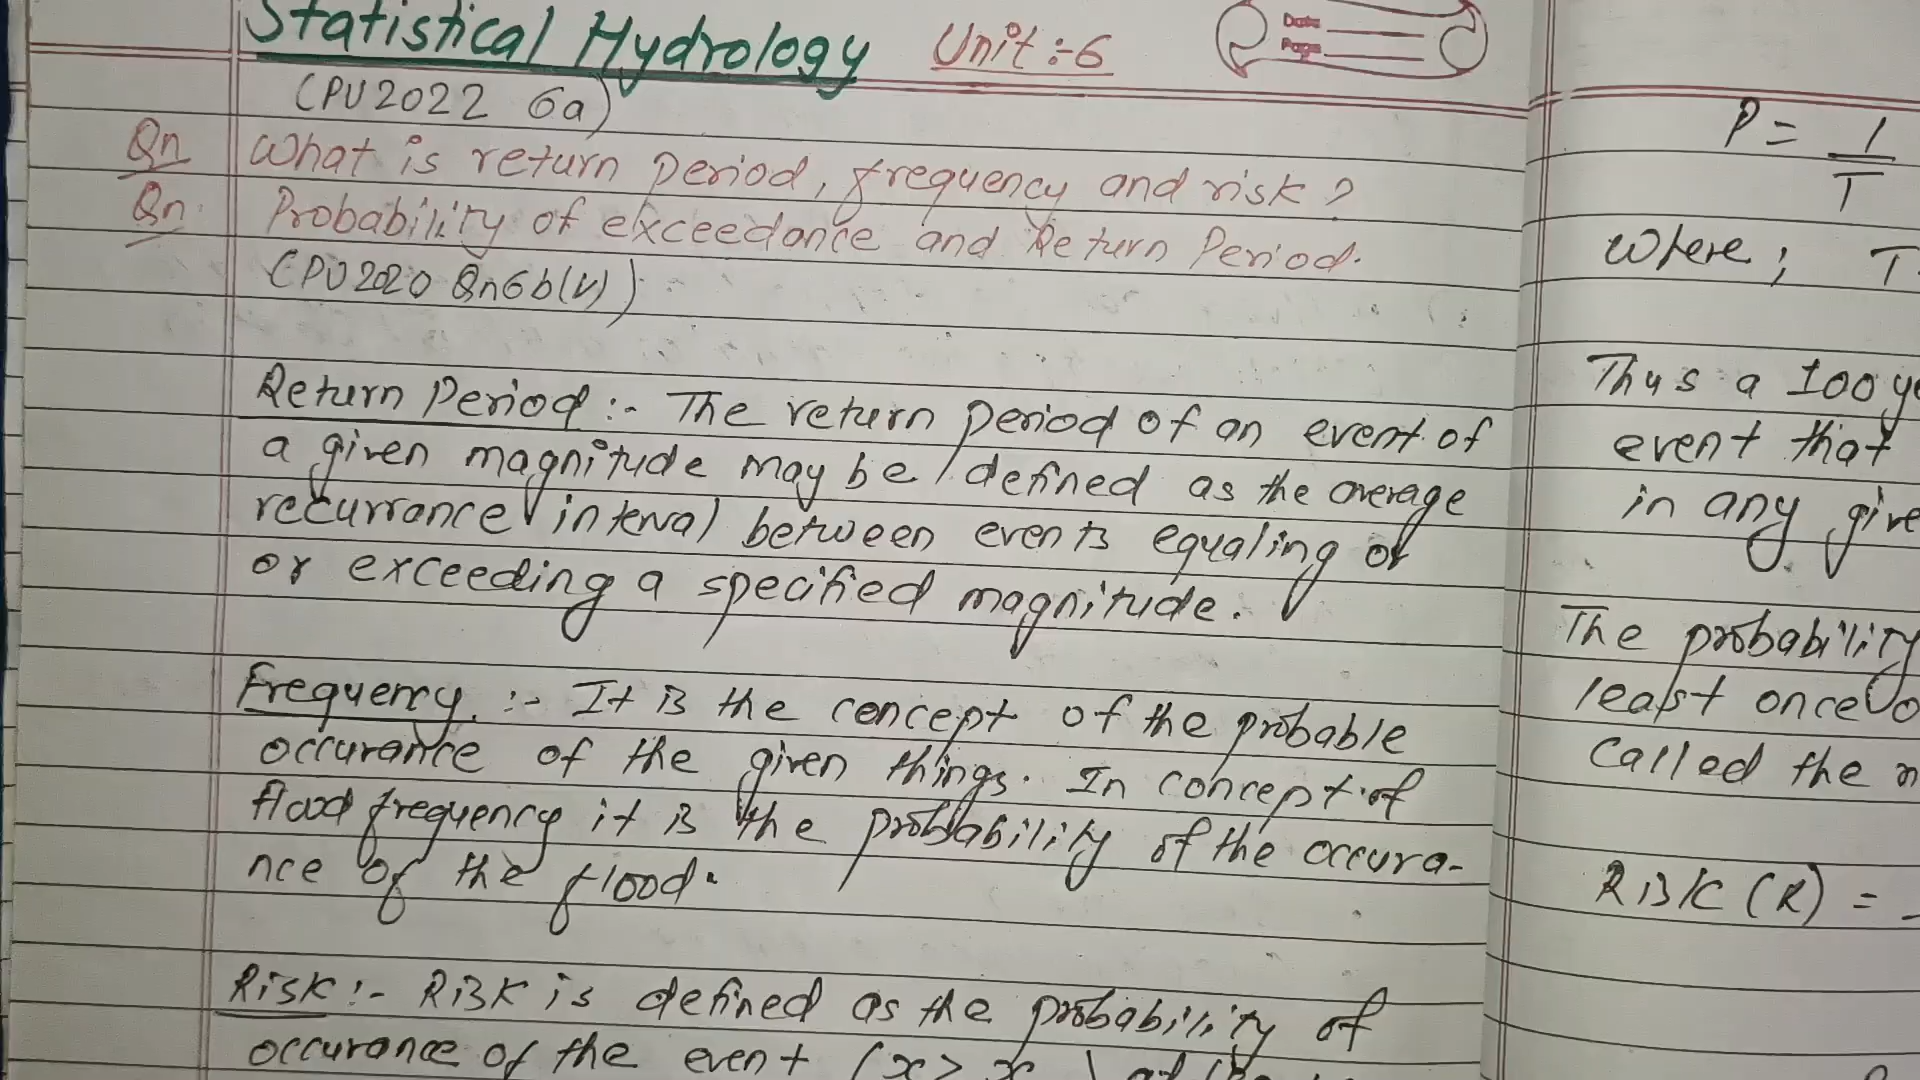 Statistical Hydrology Unit :- 6
Date
Page
(PU 2022 6a)
Qn What is return period, frequency and risk?
Qn. Probability of exceedance and Return Period.
(PU 2020 Qn6b(V))
Return Period :- The return period of an event of
a given magnitude may be defined as the average
recurrance interval between events equaling or
or exceeding a specified magnitude.
Frequency :- It is the concept of the probable
occurance of the given things. In concept of
flood frequency it is the probability of the occura-
nce of the flood.
Risk :- Risk is defined as the probability of
occurance of the event (x>
P = 1
T
Where; T
Thus a 100
event that
in any
The probability
least once
Called the
Risk (R) =